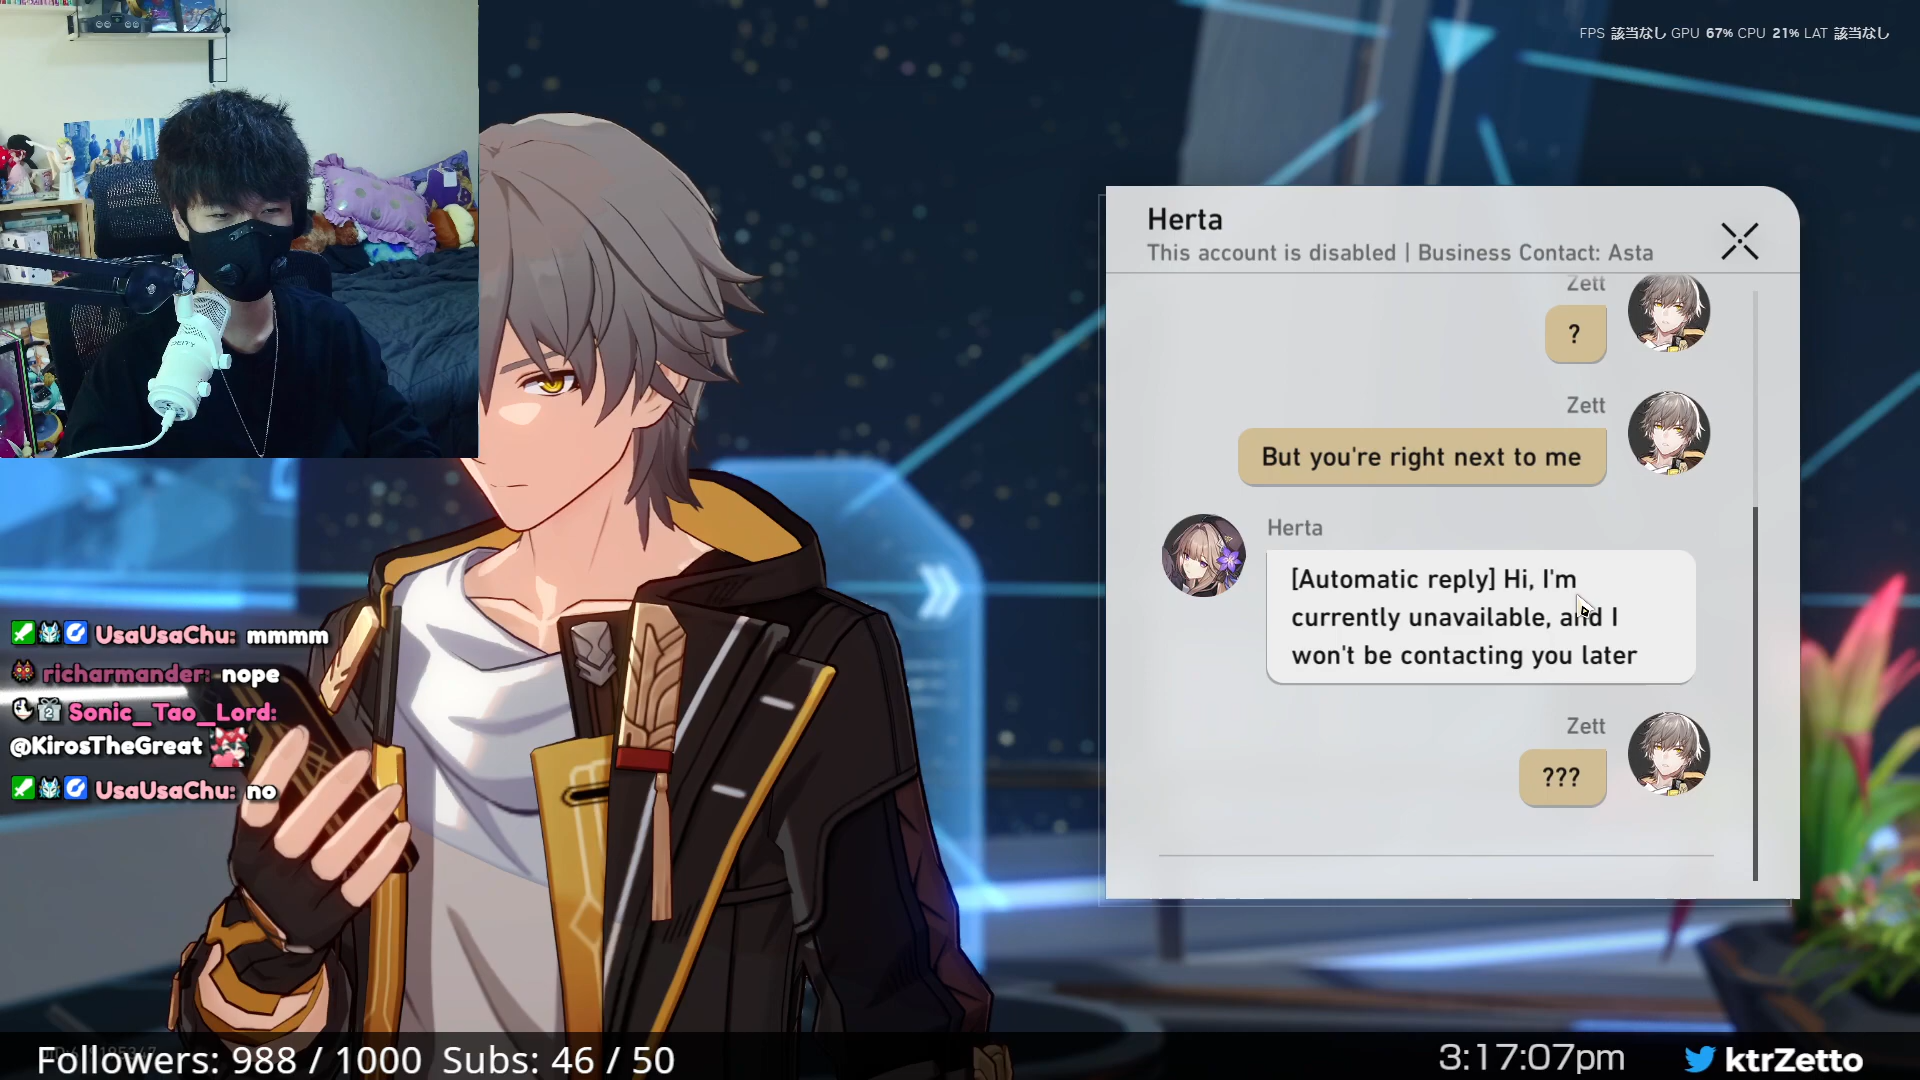 FPS 該当なし GPU 67% CPU 21% LAT 該当なし
Herta
This account is disabled | Business Contact: Asta
Zett
?
Zett
But you're right next to me
Herta
[Automatic reply] Hi, I'm
currently unavailable, and I
won't be contacting you later
Zett
???
UsaUsaChu: mmmm
richarmander: nope
Sonic_Tao_Lord:
@KirosTheGreat
UsaUsaChu: no
Followers: 988 / 1000 Subs: 46 / 50
3:17:07pm
ktrZetto